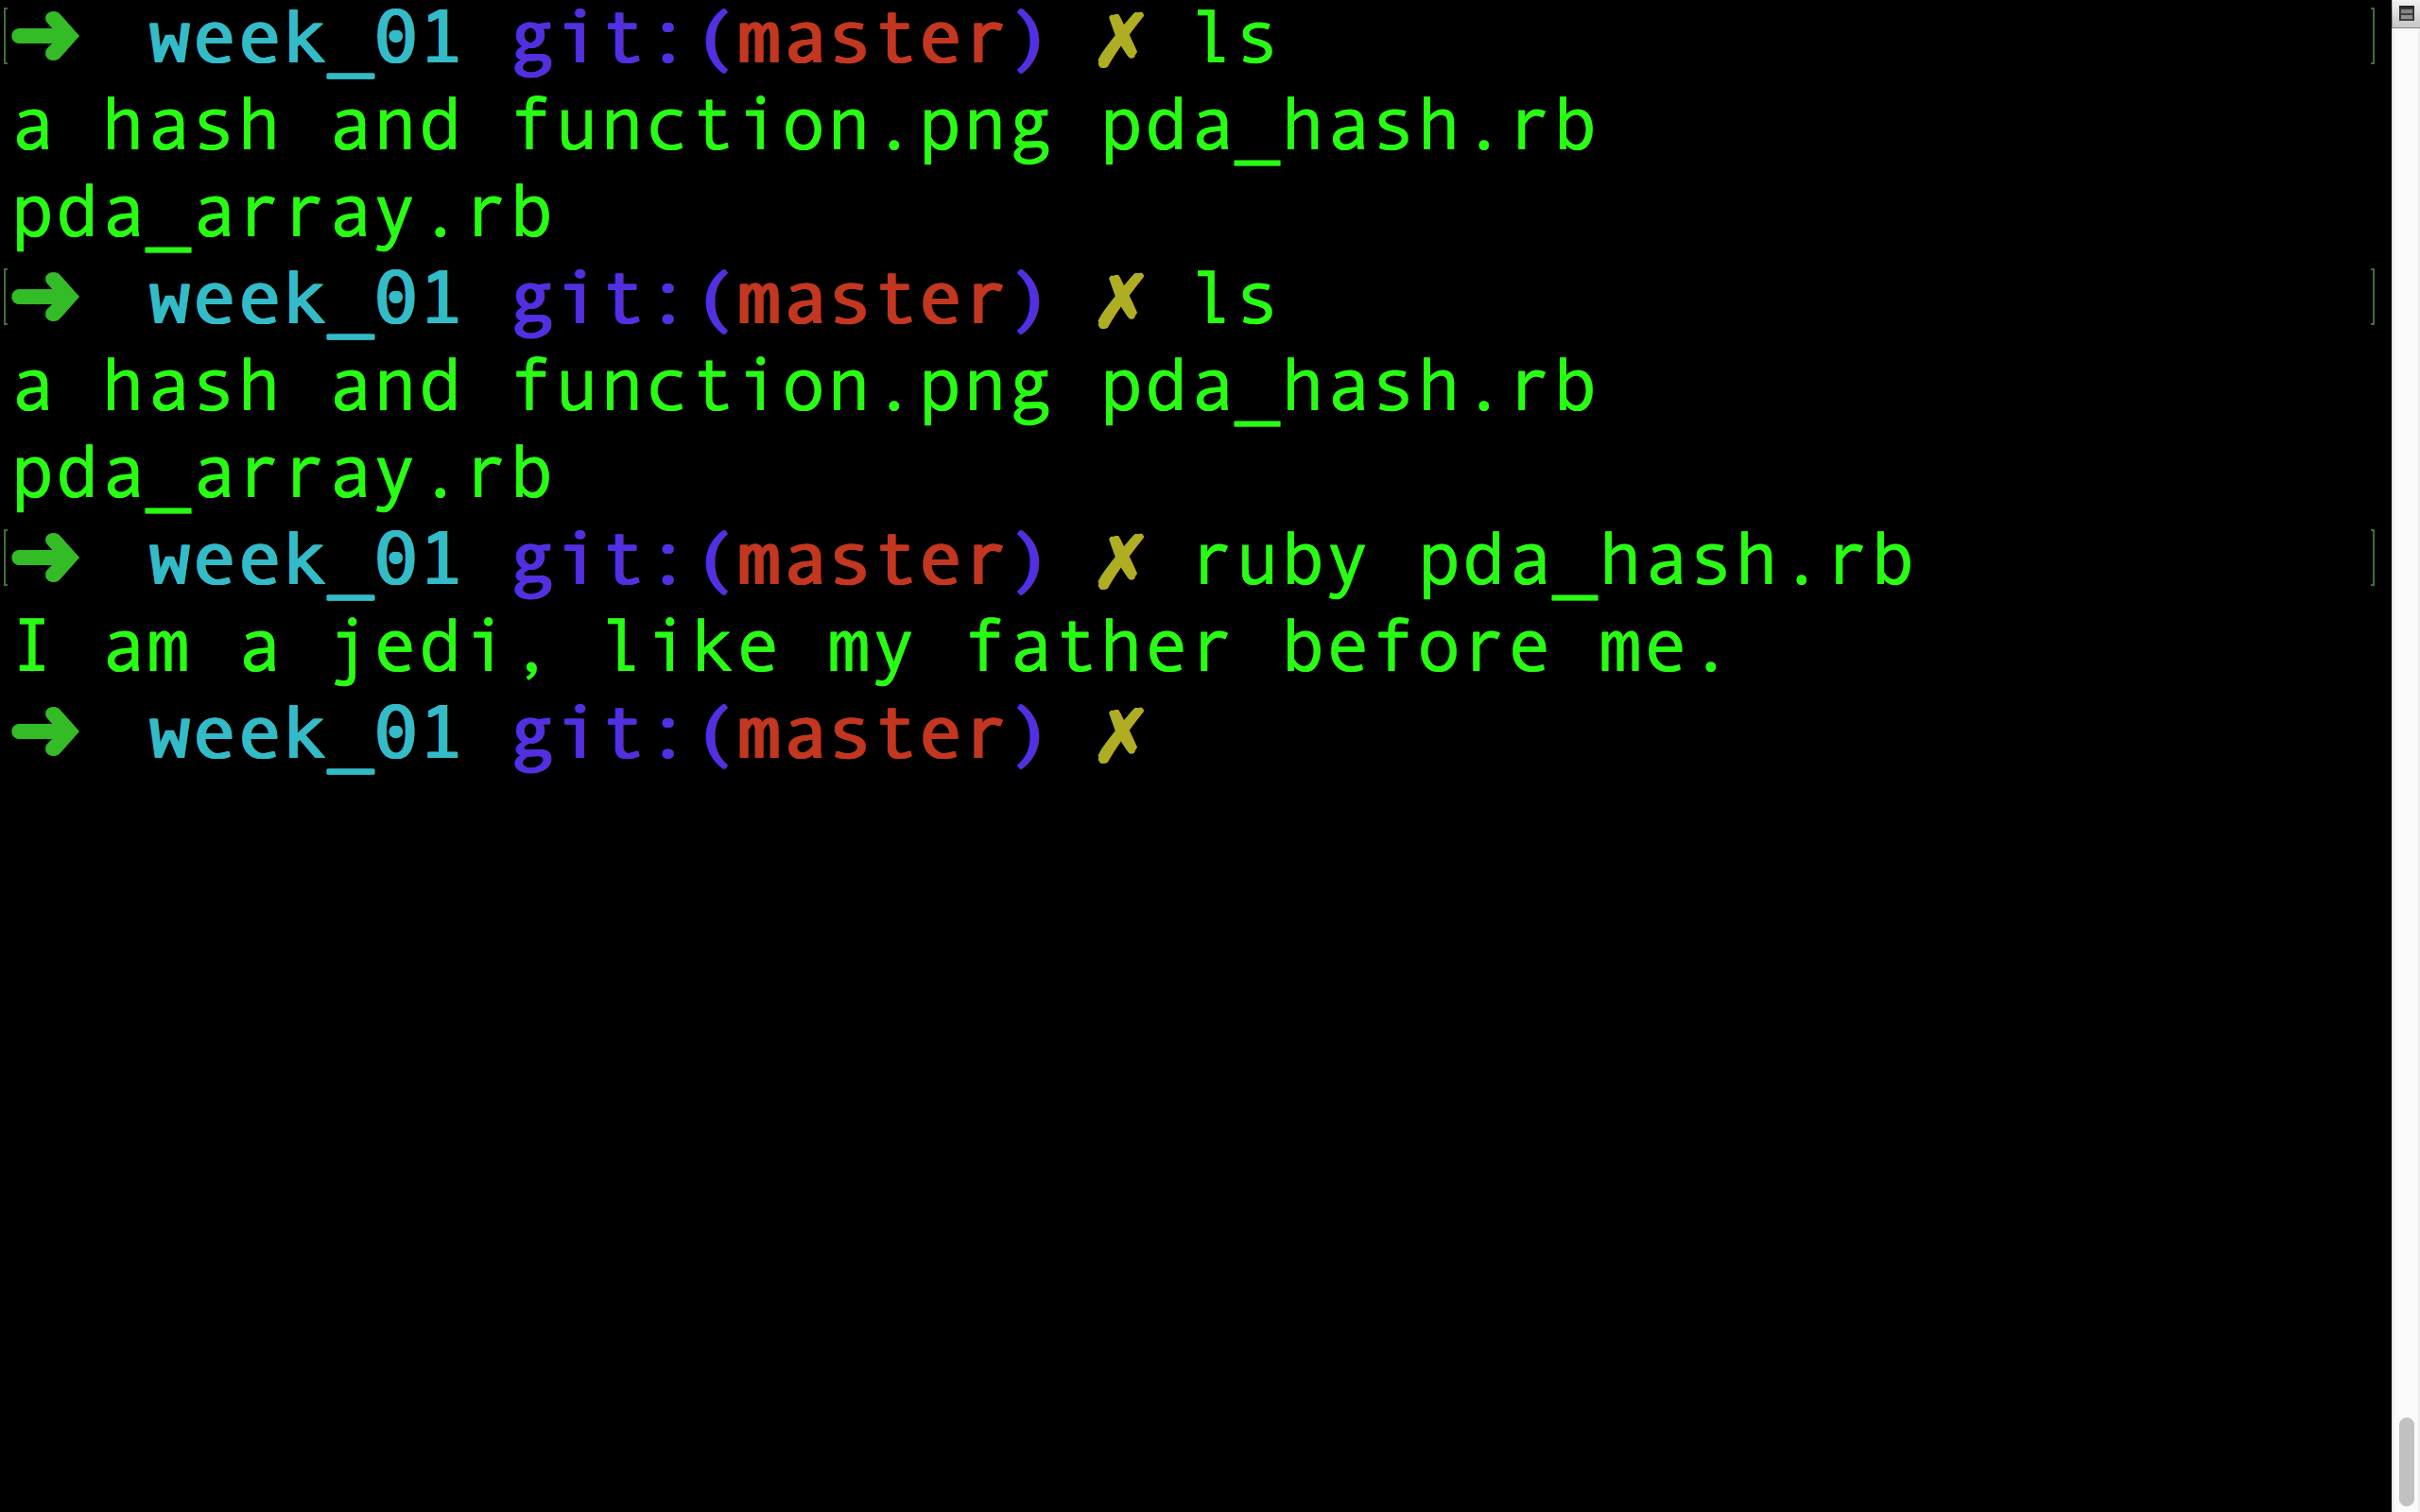 ➜  week_01 git:(master) ✗ ls
a hash and function.png pda_hash.rb
pda_array.rb
➜  week_01 git:(master) ✗ ls
a hash and function.png pda_hash.rb
pda_array.rb
➜  week_01 git:(master) ✗ ruby pda_hash.rb
I am a jedi, like my father before me.
➜  week_01 git:(master) ✗